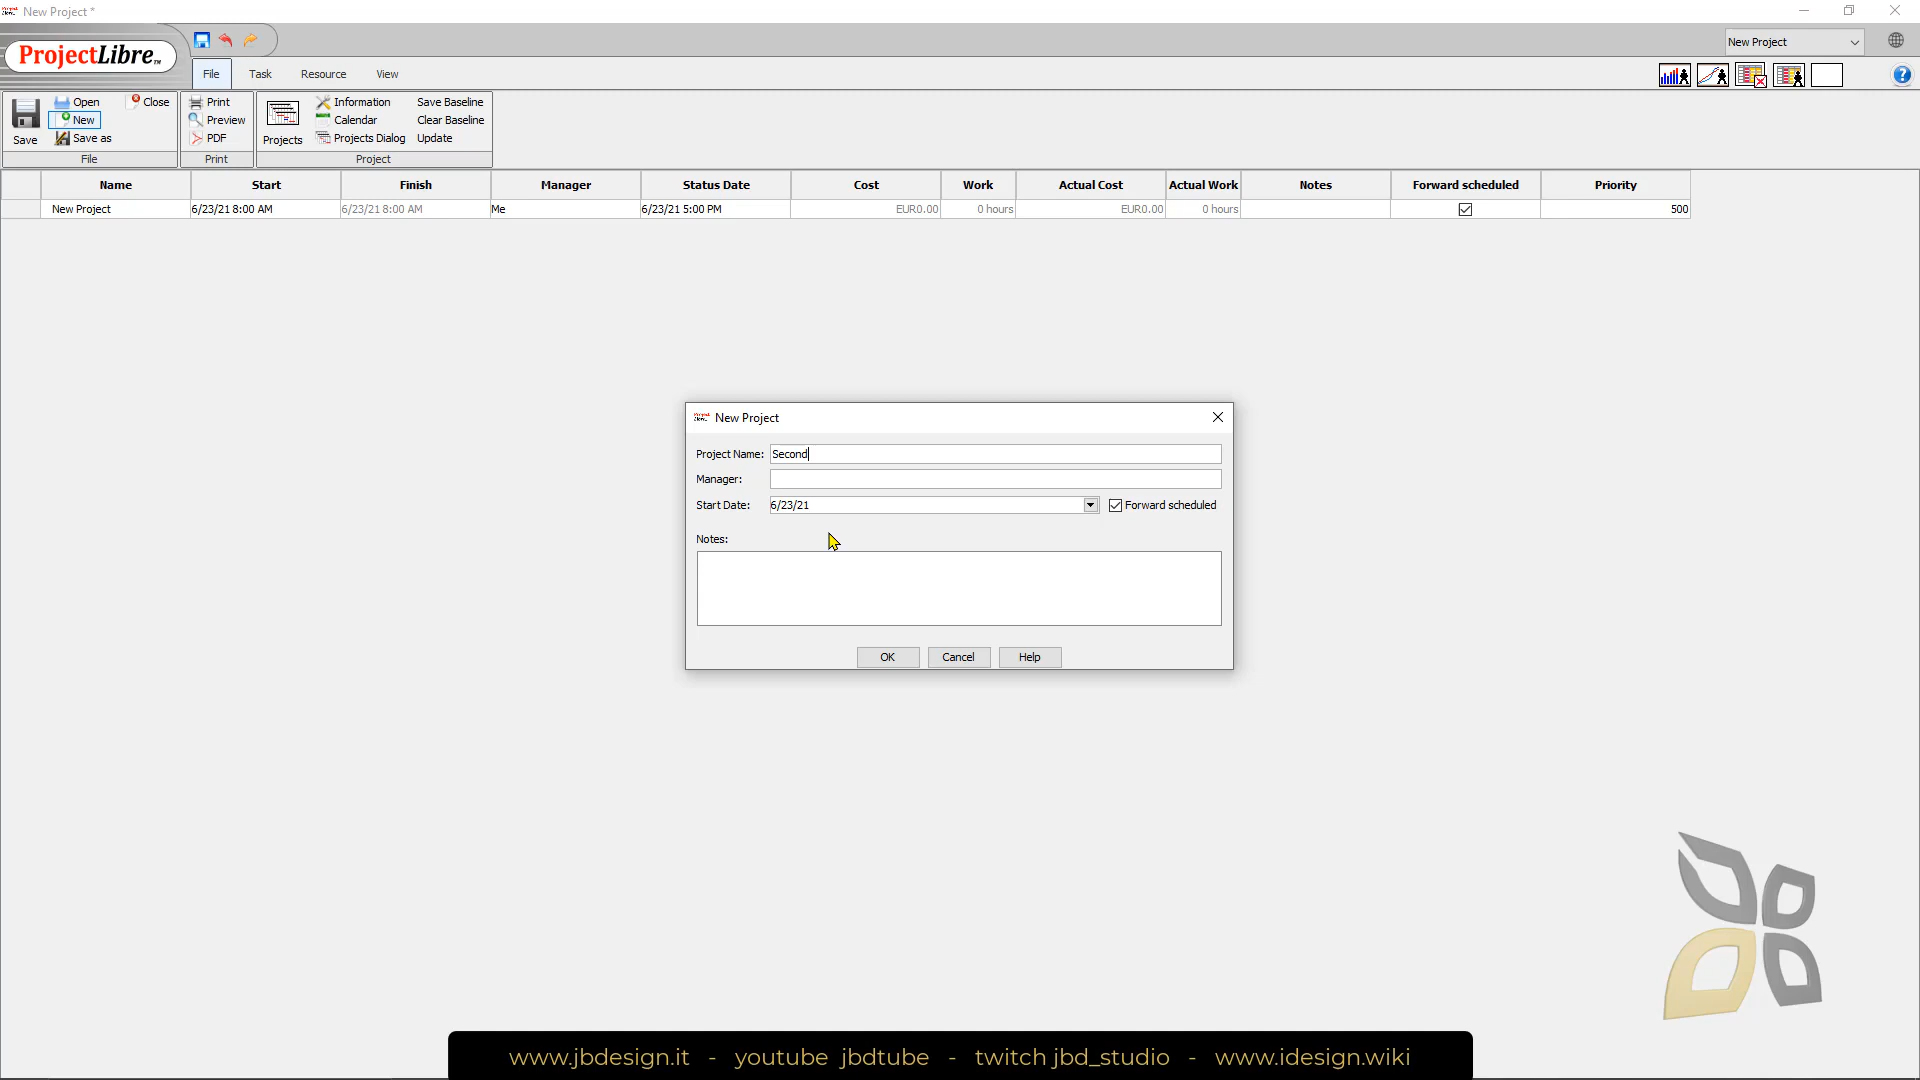 New Project *
ProjectLibre™
New Project
File Task Resource View
Save
Open
New
Save as
Close
File
Print
Preview
PDF
Print
Projects
Information
Calendar
Projects Dialog
Save Baseline
Clear Baseline
Update
Project
Name Start Finish Manager Status Date Cost Work Actual Cost Actual Work Notes Forward scheduled Priority
New Project 6/23/21 8:00 AM 6/23/21 8:00 AM Me 6/23/21 5:00 PM EUR0.00 0 hours EUR0.00 0 hours 500
New Project
Project Name: Second
Manager:
Start Date: 6/23/21 Forward scheduled
Notes:
OK Cancel Help
www.jbdesign.it - youtube jbdtube - twitch jbd_studio - www.idesign.wiki